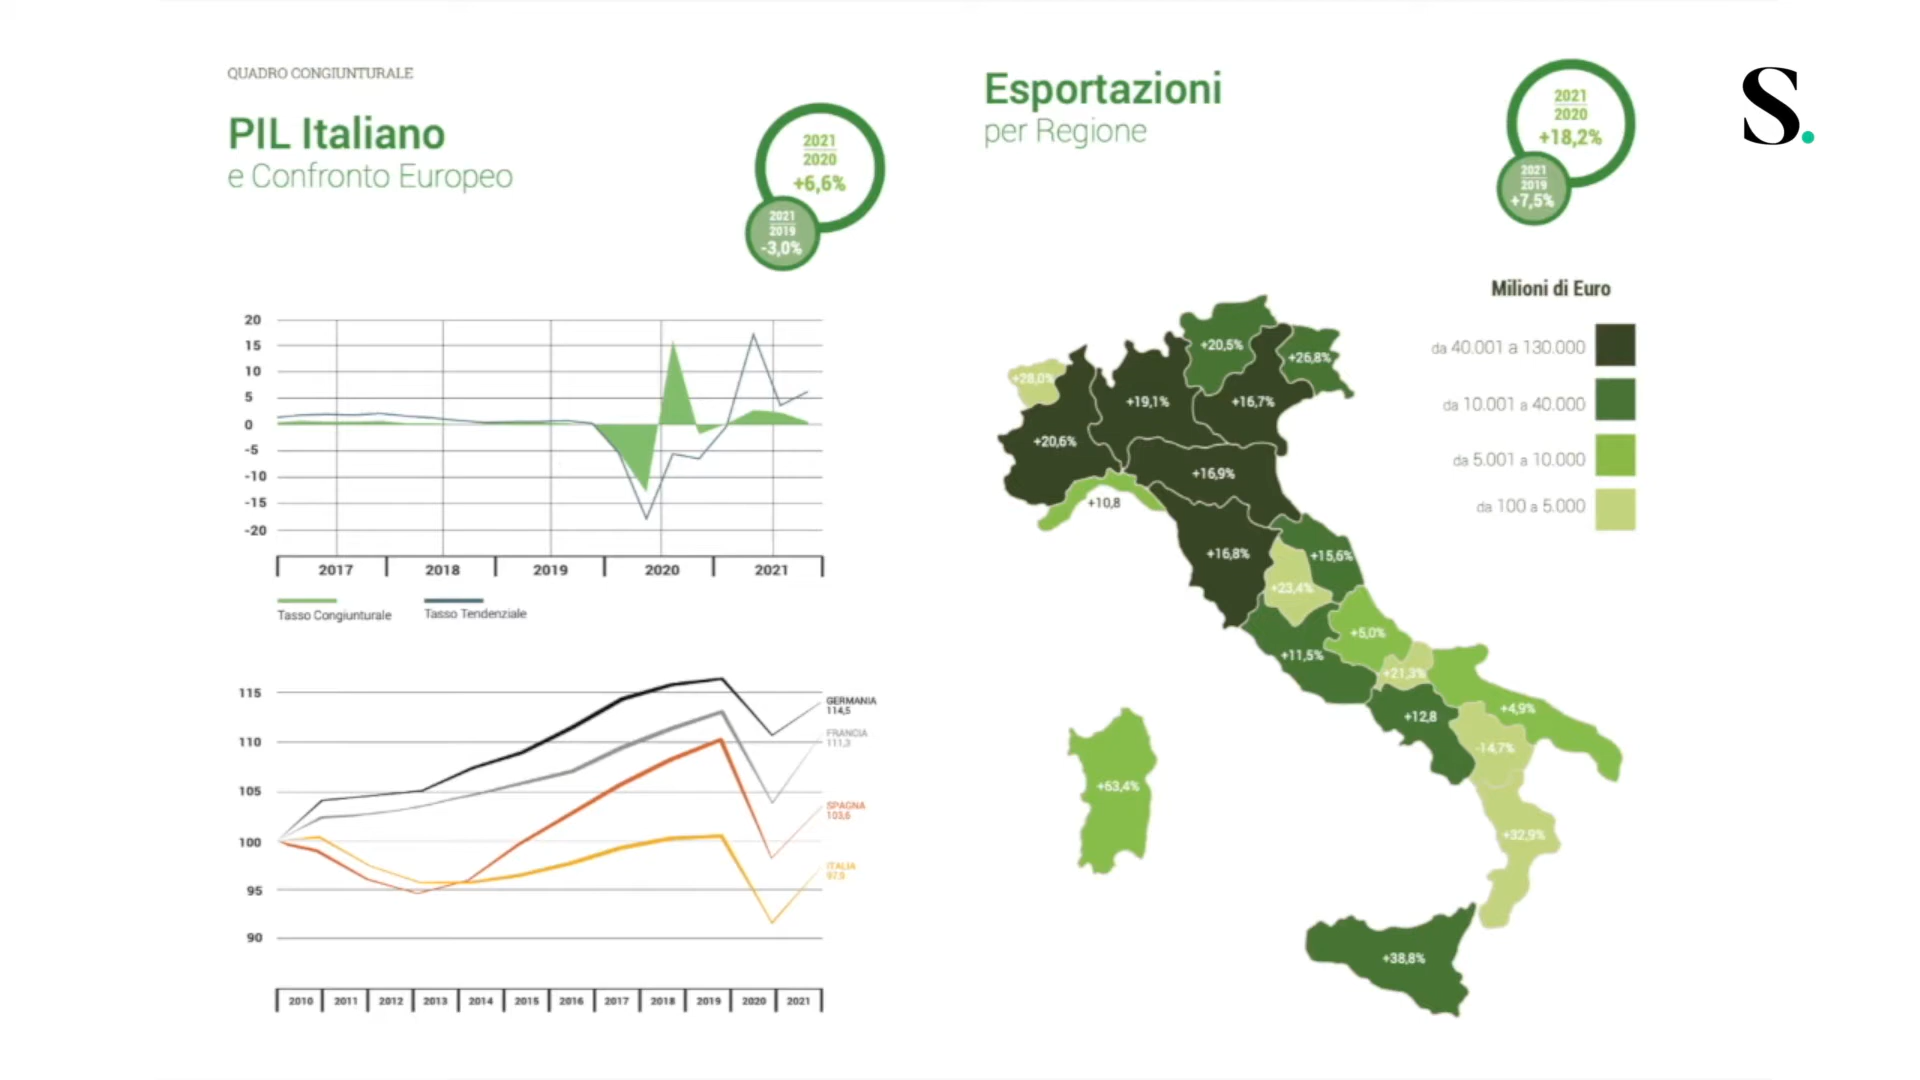 QUADRO CONGIUNTURALE
PIL Italiano
e Confronto Europeo
2021
2020
+6,6%
2021
2019
-3,0%
20
15
10
5
0
-5
-10
-15
-20
2017 2018 2019 2020 2021
Tasso Congiunturale Tasso Tendenziale
115
110
105
100
95
90
GERMANIA
114,5
FRANCIA
111,3
SPAGNA
103,6
ITALIA
97,9
2010 2011 2012 2013 2014 2015 2016 2017 2018 2019 2020 2021
Esportazioni
per Regione
2021
2020
+18,2%
2021
2019
+7,5%
S.
Milioni di Euro
da 40.001 a 130.000
da 10.001 a 40.000
da 5.001 a 10.000
da 100 a 5.000
+20,5%
+26,8%
+28,0%
+19,1%
+16,7%
+20,6%
+16,9%
+10,8
+16,8%
+15,6%
+23,4%
+5,0%
+11,5%
+21,3%
+4,9%
+12,8
-14,7%
+63,4%
+32,9%
+38,8%